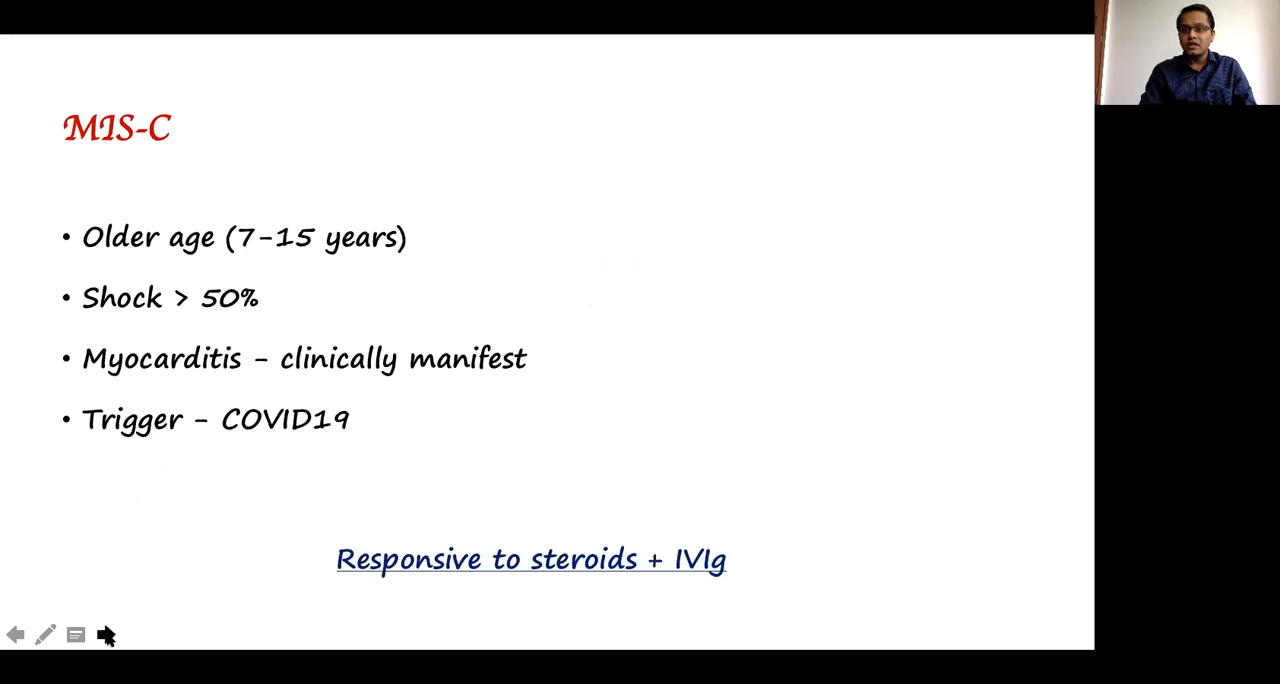 MIS-C
• Older age (7-15 years)
• Shock > 50%
• Myocarditis - clinically manifest
• Trigger - COVID19
Responsive to steroids + IVIg